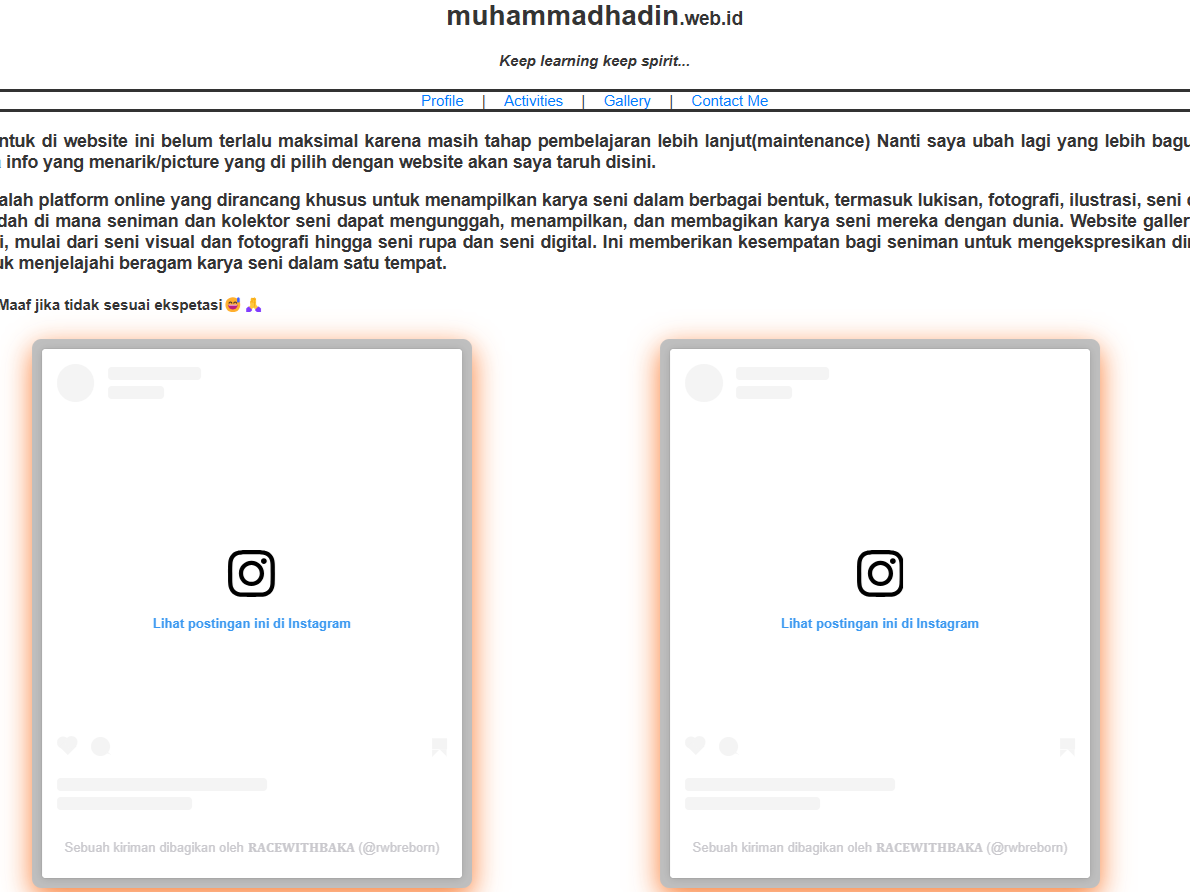 muhammadhadin.web.id
Keep learning keep spirit...
Profile | Activities | Gallery | Contact Me
ntuk di website ini belum terlalu maksimal karena masih tahap pembelajaran lebih lanjut(maintenance) Nanti saya ubah lagi yang lebih bagu
info yang menarik/picture yang di pilih dengan website akan saya taruh disini.
alah platform online yang dirancang khusus untuk menampilkan karya seni dalam berbagai bentuk, termasuk lukisan, fotografi, ilustrasi, seni
dah di mana seniman dan kolektor seni dapat mengunggah, menampilkan, dan membagikan karya seni mereka dengan dunia. Website galler
i, mulai dari seni visual dan fotografi hingga seni rupa dan seni digital. Ini memberikan kesempatan bagi seniman untuk mengekspresikan dir
uk menjelajahi beragam karya seni dalam satu tempat.
Maaf jika tidak sesuai ekspetasi😅🙏
Lihat postingan ini di Instagram
Sebuah kiriman dibagikan oleh RACEWITHBAKA (@rwbreborn)
Lihat postingan ini di Instagram
Sebuah kiriman dibagikan oleh RACEWITHBAKA (@rwbreborn)